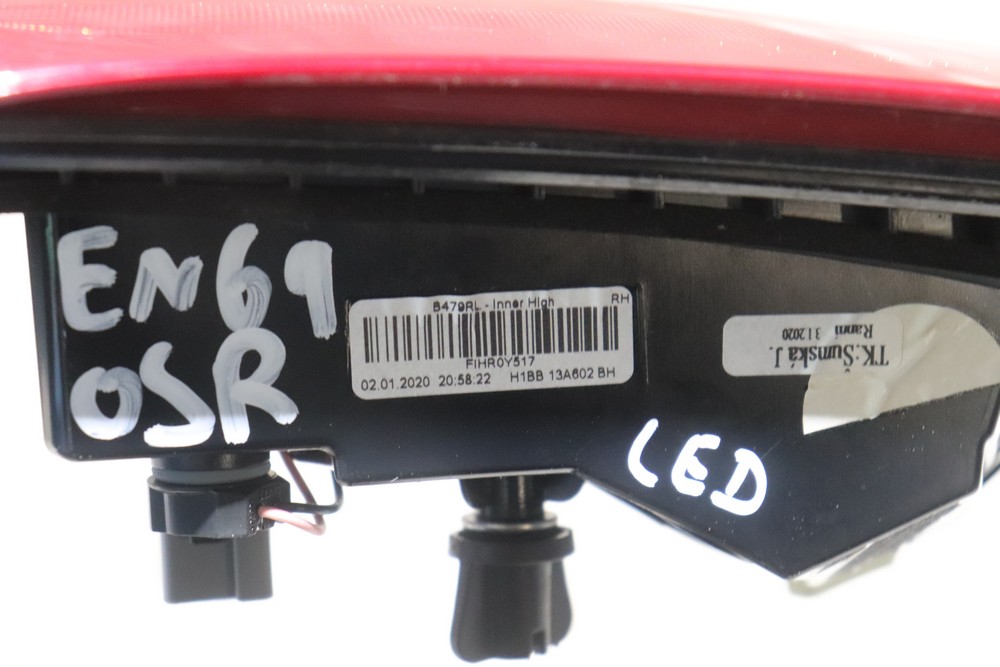 EN69
OSR
B479RL - Inner High RH
FIHR0Y517
02.01.2020 20:58:22 H1BB 13A602 BH
TK:Šumská J.
Ranní 3.1.2020
LED